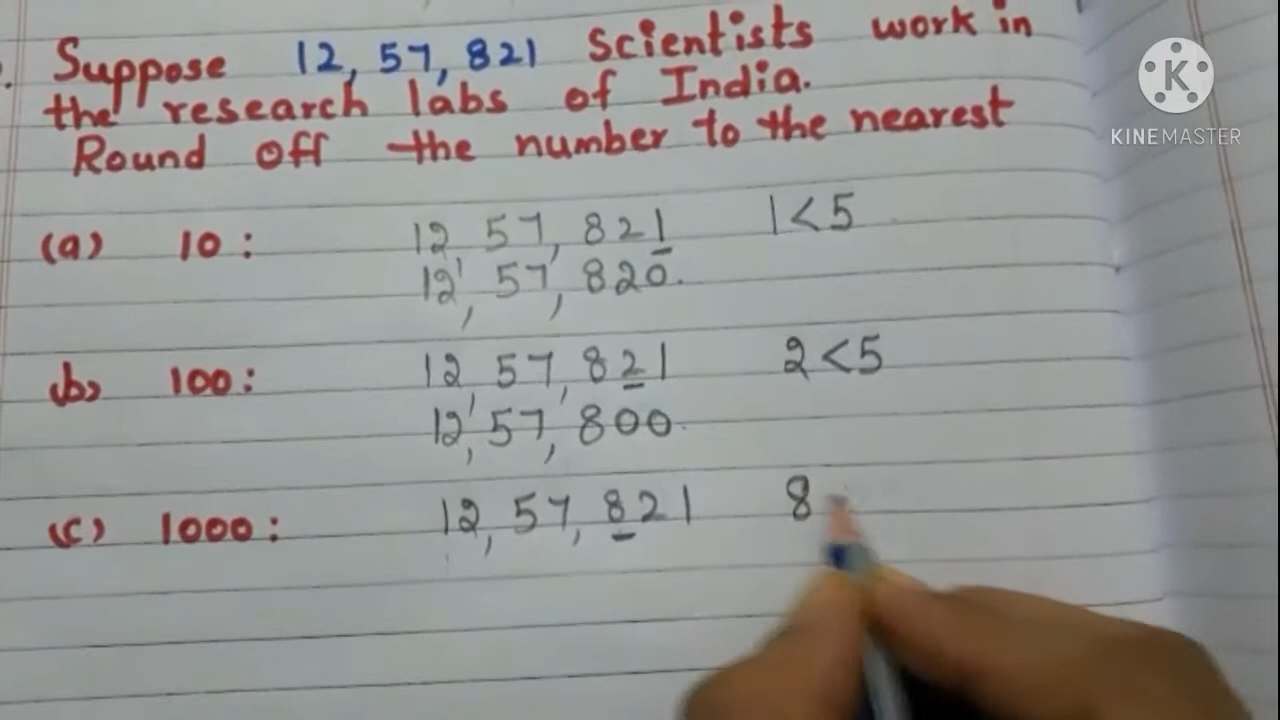 Suppose 12, 57, 821 Scientists work in
the research labs of India.
Round off the number to the nearest
(a) 10 : 12, 57, 821 1 < 5
12, 57, 820.
(b) 100 : 12, 57, 821 2 < 5
12, 57, 800.
(c) 1000 : 12, 57, 821 8
K
KINEMASTER